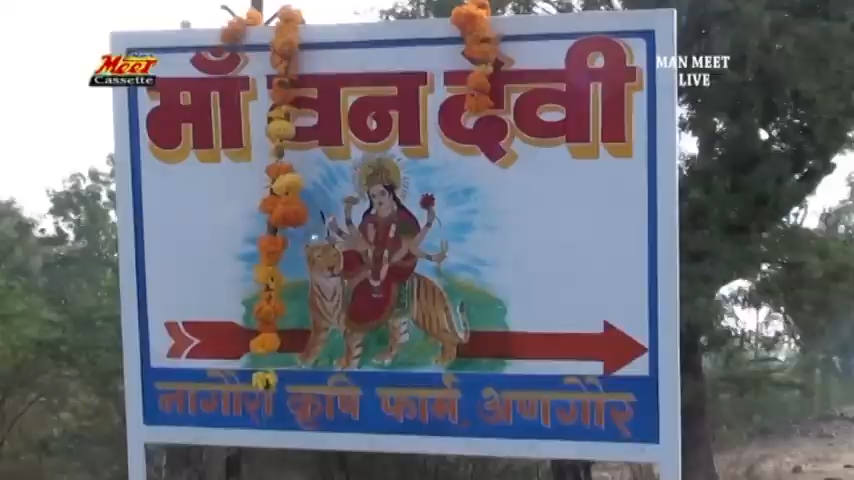 Meet
Cassette
MAN MEET
LIVE
माँ वन देवी
नागौरी कृषि फार्म, अणगौर